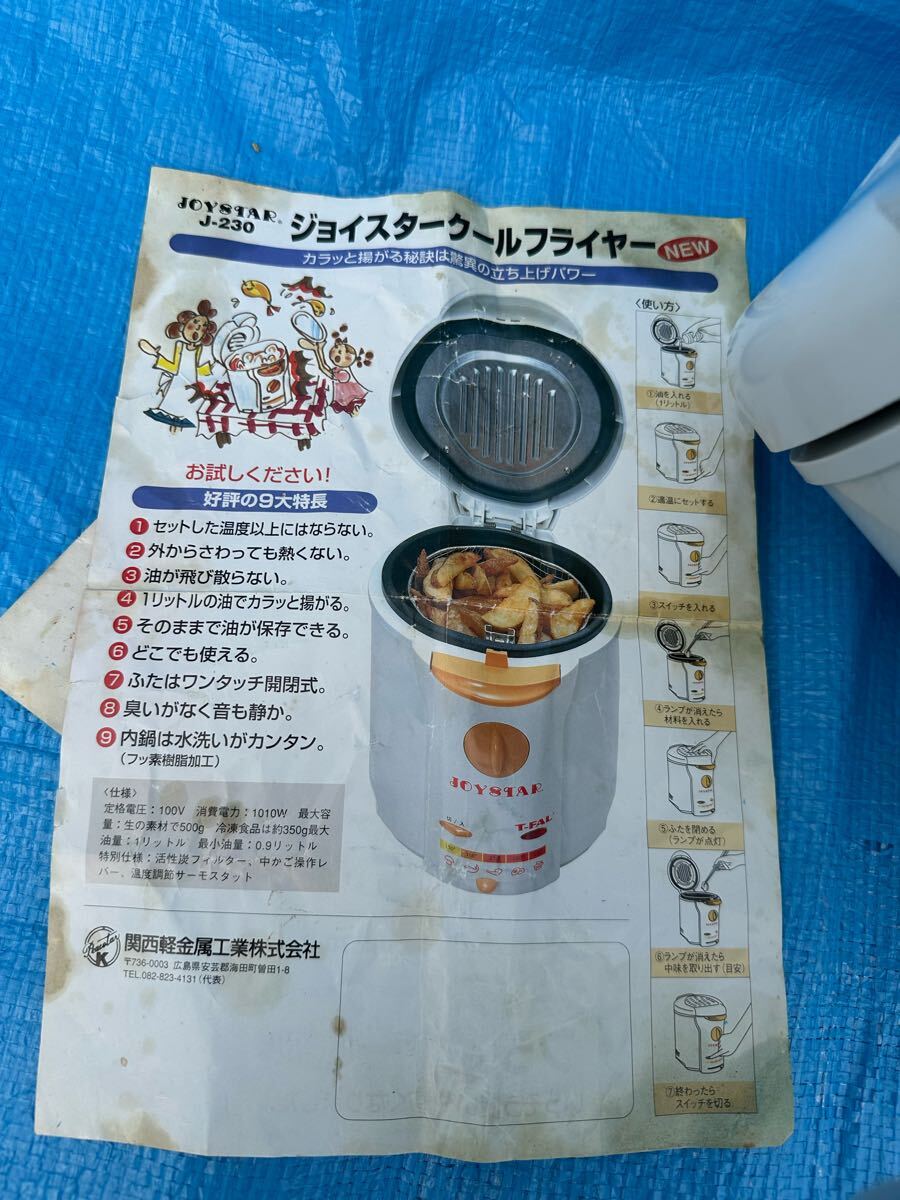 JOYSTAR®
J-230
ジョイスタークールフライヤー
NEW
カラッと揚がる秘訣は驚異の立ち上げパワー
お試しください!
好評の9大特長
1 セットした温度以上にはならない。
2 外からさわっても熱くない。
3 油が飛び散らない。
4 1リットルの油でカラッと揚がる。
5 そのままで油が保存できる。
6 どこでも使える。
7 ふたはワンタッチ開閉式。
8 臭いがなく音も静か。
9 内鍋は水洗いがカンタン。
(フッ素樹脂加工)
〈仕様〉
定格電圧:100V 消費電力:1010W 最大容
量:生の素材で500g 冷凍食品は約350g最大
油量:1リットル 最小油量:0.9リットル
特別仕様:活性炭フィルター、中かご操作レ
バー、温度調節サーモスタット
JOYSTAR
切/入
T-FAL
〈使い方〉
①油を入れる
(1リットル)
②適温にセットする
③スイッチを入れる
④ランプが消えたら
材料を入れる
⑤ふたを閉める
(ランプが点灯)
⑥ランプが消えたら
中味を取り出す(目安)
⑦終わったら
スイッチを切る
K
関西軽金属工業株式会社
〒736-0003 広島県安芸郡海田町曽田1-8
TEL.082-823-4131(代表)